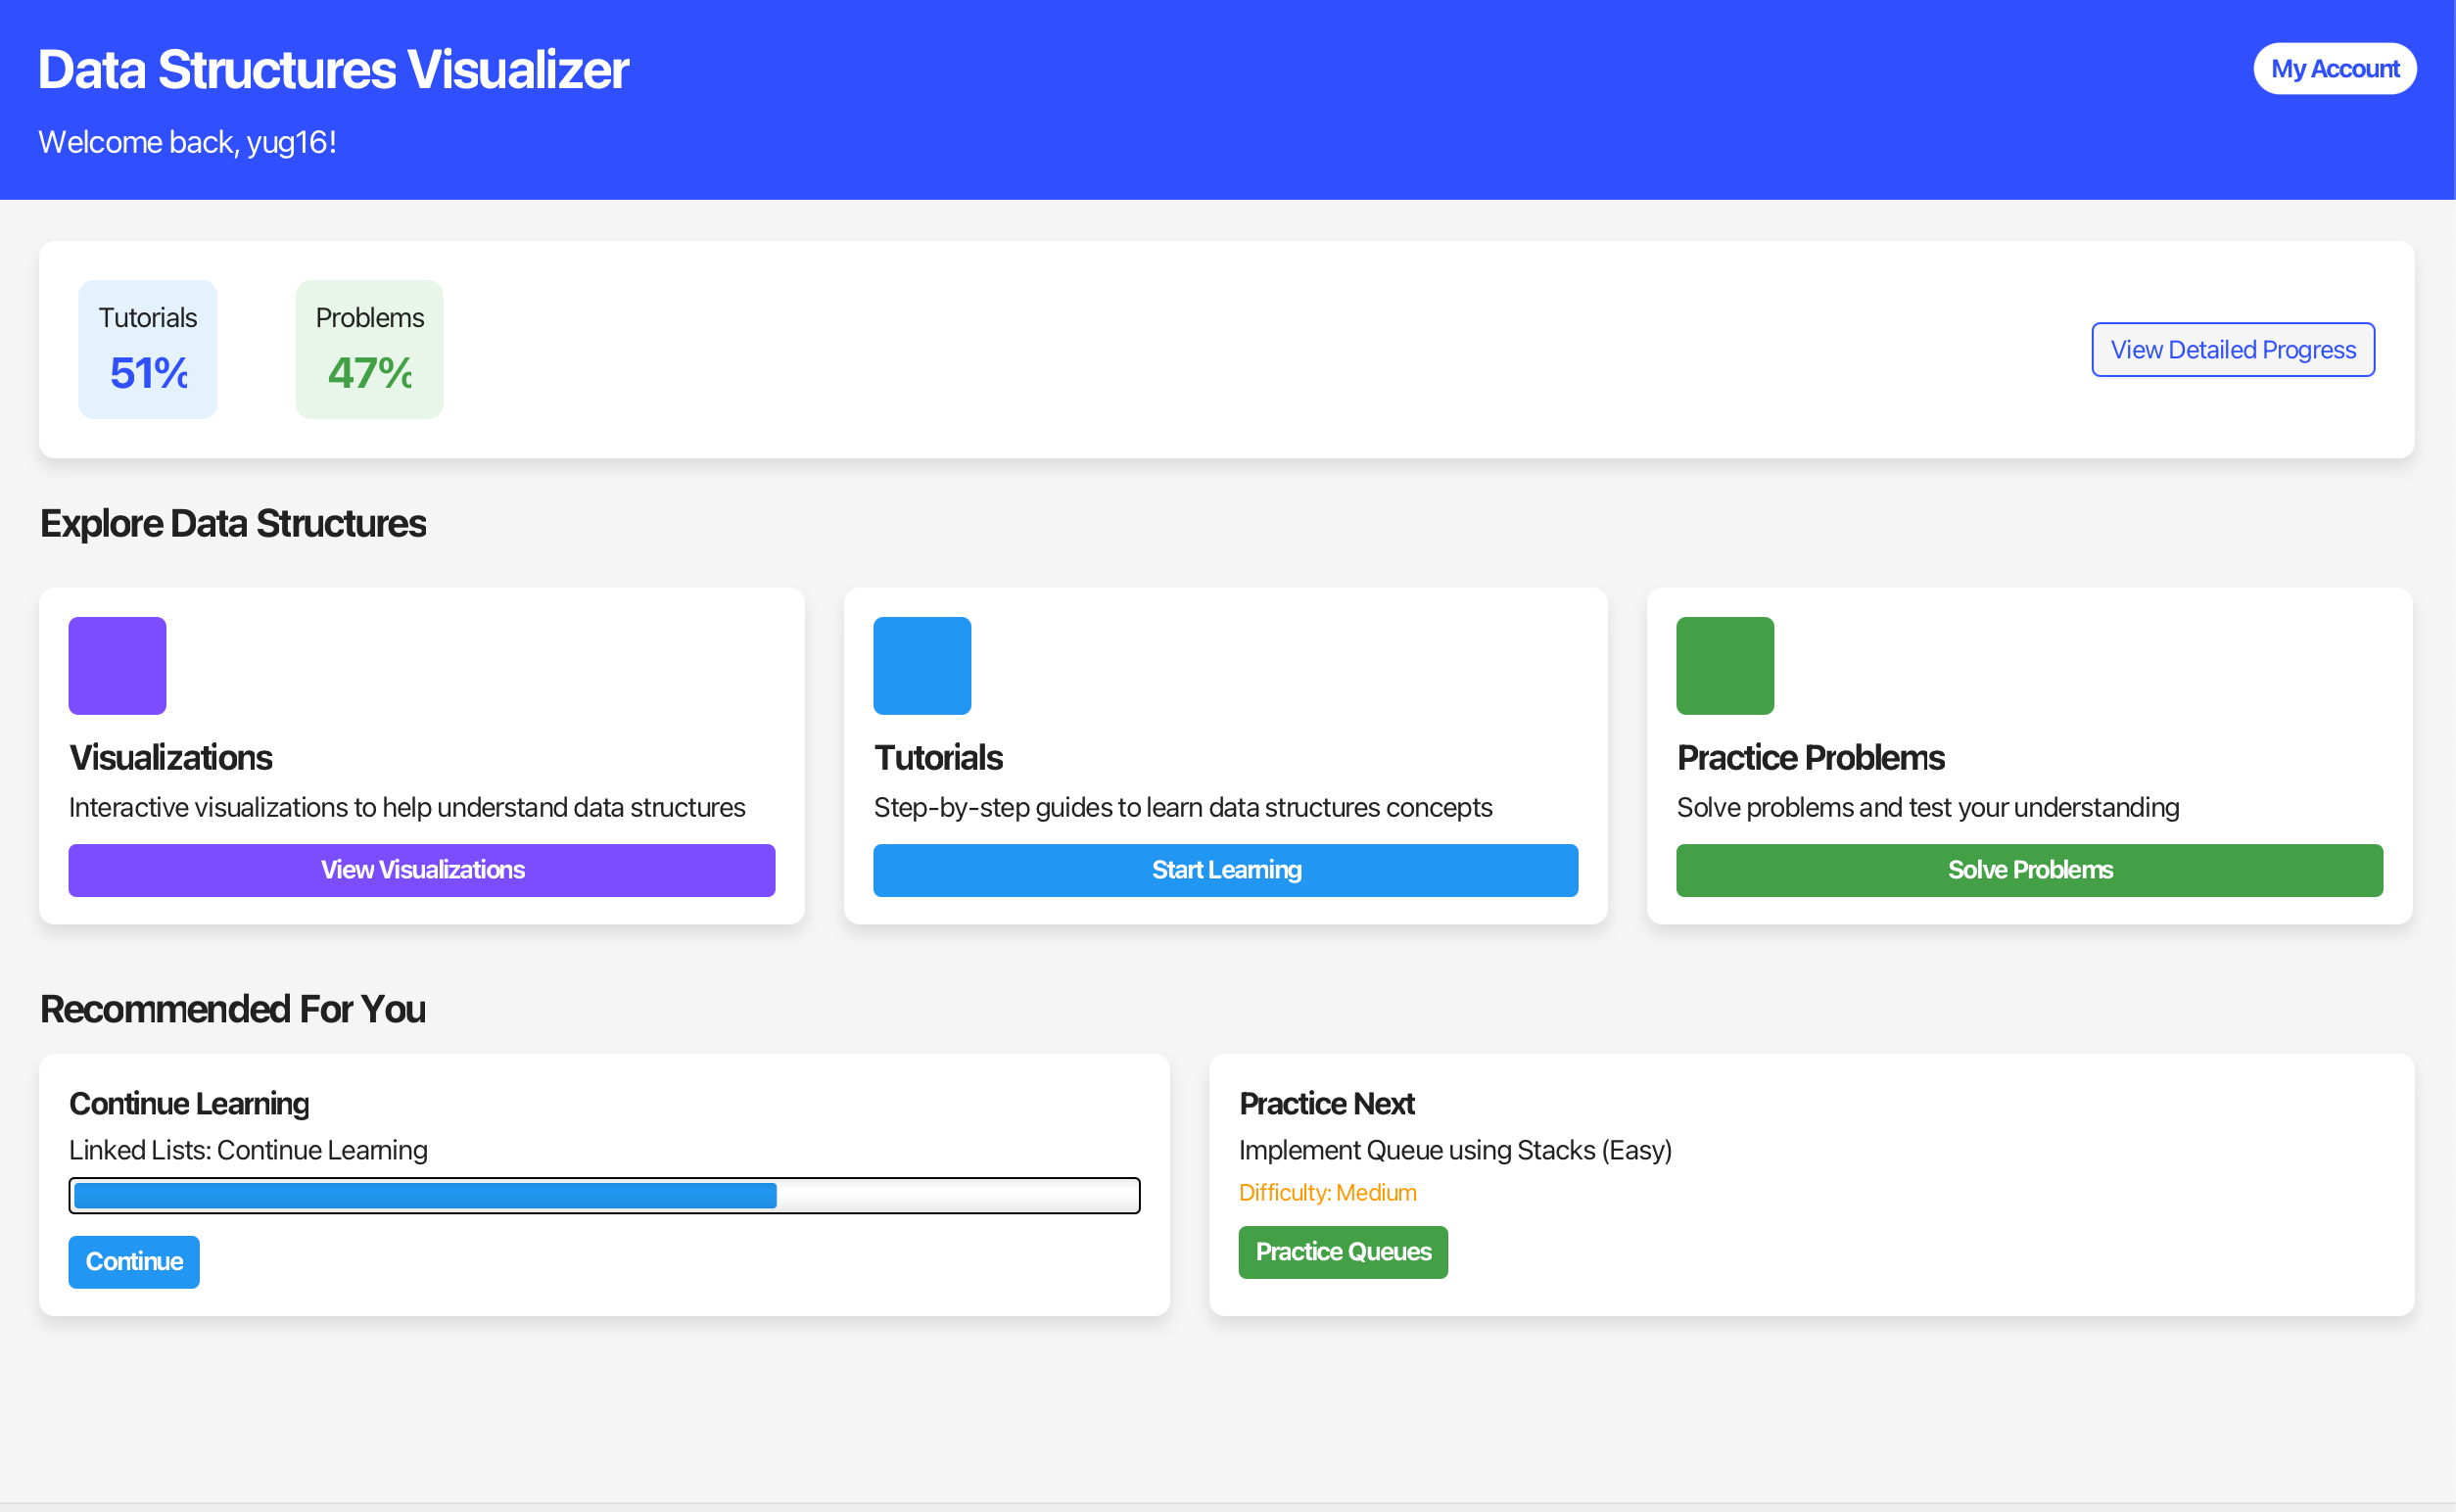 Data Structures Visualizer
My Account
Welcome back, yug16!
Tutorials
51%
Problems
47%
View Detailed Progress
Explore Data Structures
Visualizations
Interactive visualizations to help understand data structures
View Visualizations
Tutorials
Step-by-step guides to learn data structures concepts
Start Learning
Practice Problems
Solve problems and test your understanding
Solve Problems
Recommended For You
Continue Learning
Linked Lists: Continue Learning
Continue
Practice Next
Implement Queue using Stacks (Easy)
Difficulty: Medium
Practice Queues